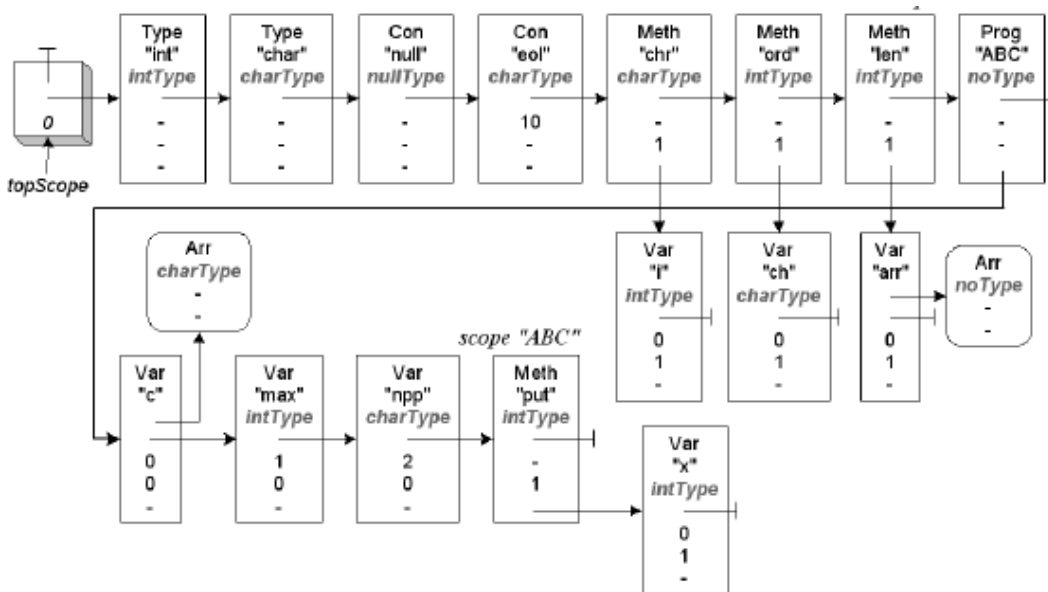 Type Type Con Con Meth Meth Meth Prog
"int" "char" "null" "eol" "chr" "ord" "len" "ABC"
intType charType nullType charType charType intType intType noType
0 - - - 10 - - - -
- - - - 1 1 1 -
- - - -
topScope
Arr
charType
-
-
Var Var Var
"i" "ch" "arr"
intType charType
0 0 0
1 1 1
- - -
Arr
noType
-
-
scope "ABC"
Var Var Var Meth
"c" "max" "npp" "put"
intType charType intType
0 1 2 -
0 0 0 1
- - -
Var
"x"
intType
0
1
-